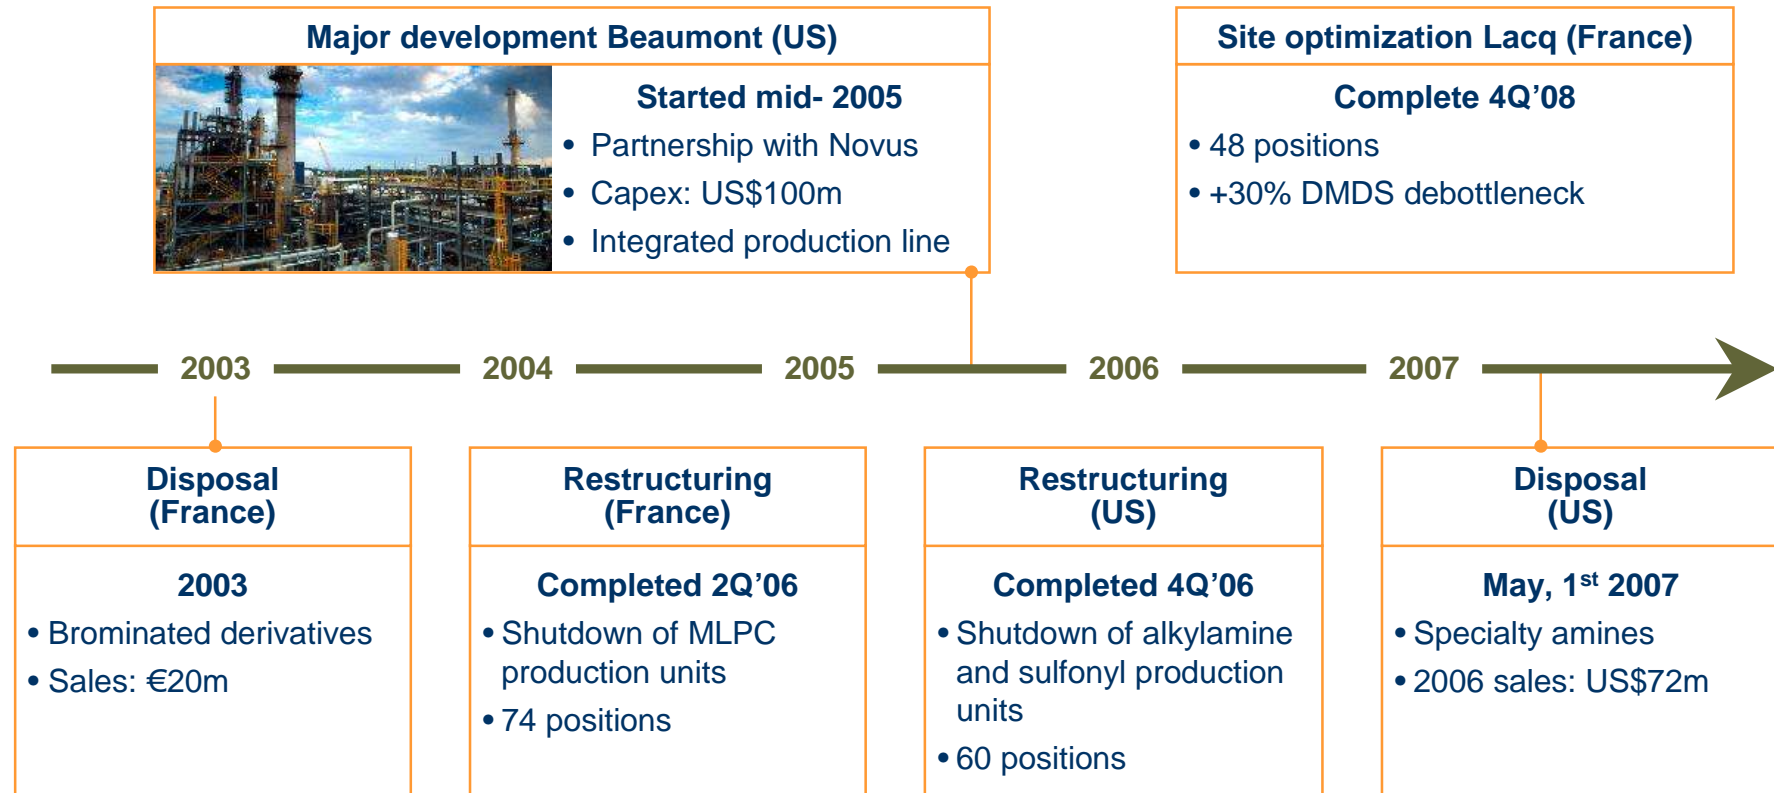 Major development Beaumont (US)
Started mid- 2005
• Partnership with Novus
• Capex: US$100m
• Integrated production line
Site optimization Lacq (France)
Complete 4Q’08
• 48 positions
• +30% DMDS debottleneck
2003 2004 2005 2006 2007
Disposal
(France)
2003
• Brominated derivatives
• Sales: €20m
Restructuring
(France)
Completed 2Q’06
• Shutdown of MLPC
production units
• 74 positions
Restructuring
(US)
Completed 4Q’06
• Shutdown of alkylamine
and sulfonyl production
units
• 60 positions
Disposal
(US)
May, 1st 2007
• Specialty amines
• 2006 sales: US$72m